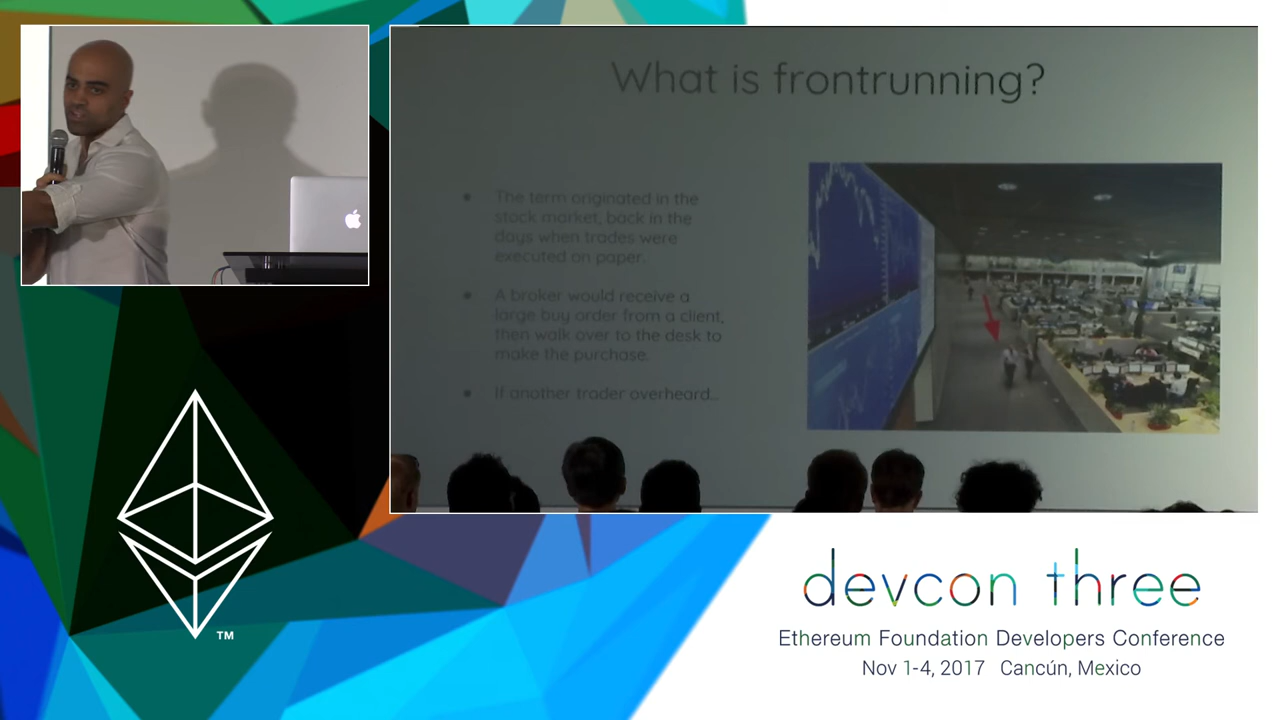 What is frontrunning?
● The term originated in the
stock market, back in the
days when trades were
executed on paper.
● A broker would receive a
large buy order from a client,
then walk over to the desk to
make the purchase.
● If another trader overheard..
TM
devcon three
Ethereum Foundation Developers Conference
Nov 1-4, 2017 Cancún, Mexico